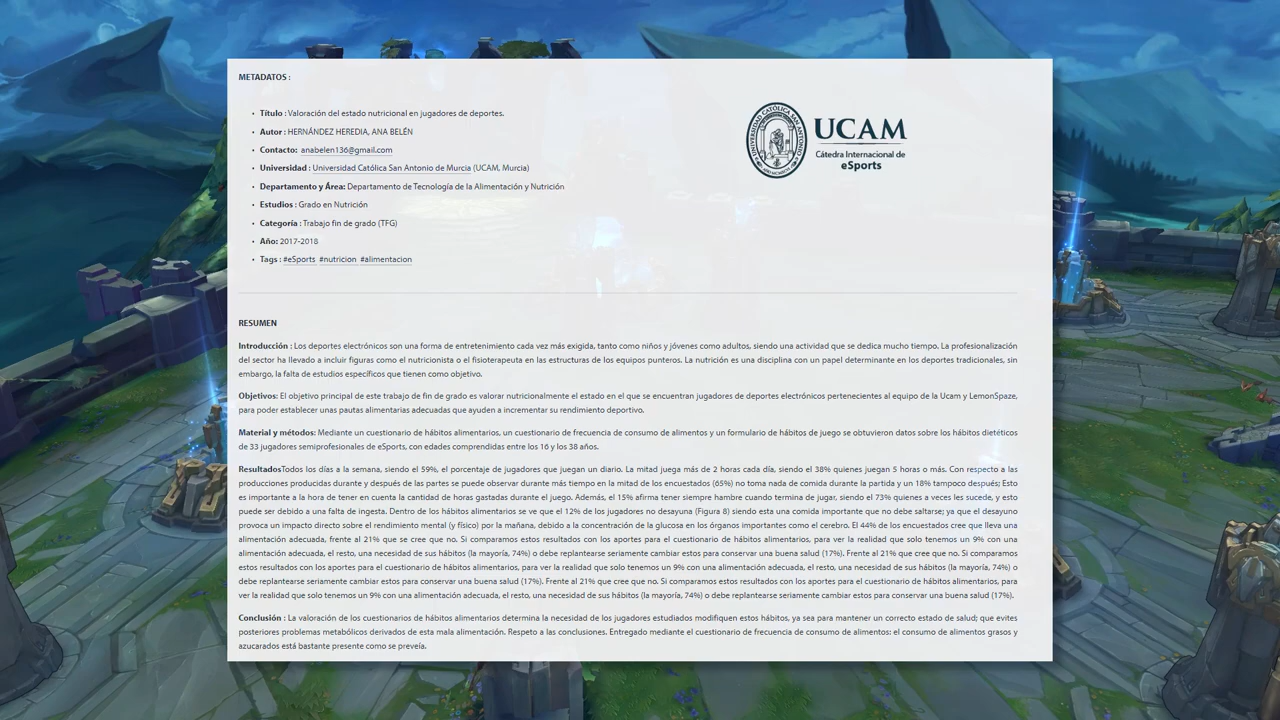 METADATOS :
• Título : Valoración del estado nutricional en jugadores de deportes.
• Autor : HERNÁNDEZ HEREDIA, ANA BELÉN
• Contacto: anabelen136@gmail.com
• Universidad : Universidad Católica San Antonio de Murcia (UCAM, Murcia)
• Departamento y Área: Departamento de Tecnología de la Alimentación y Nutrición
• Estudios : Grado en Nutrición
• Categoría : Trabajo fin de grado (TFG)
• Año: 2017-2018
• Tags : #eSports #nutricion #alimentacion
UCAM
Cátedra Internacional de
eSports
RESUMEN
Introducción : Los deportes electrónicos son una forma de entretenimiento cada vez más exigida, tanto como niños y jóvenes como adultos, siendo una actividad que se dedica mucho tiempo. La profesionalización
del sector ha llevado a incluir figuras como el nutricionista o el fisioterapeuta en las estructuras de los equipos punteros. La nutrición es una disciplina con un papel determinante en los deportes tradicionales, sin
embargo, la falta de estudios específicos que tienen como objetivo.
Objetivos: El objetivo principal de este trabajo de fin de grado es valorar nutricionalmente el estado en el que se encuentran jugadores de deportes electrónicos pertenecientes al equipo de la Ucam y LemonSpaze,
para poder establecer unas pautas alimentarias adecuadas que ayuden a incrementar su rendimiento deportivo.
Material y métodos: Mediante un cuestionario de hábitos alimentarios, un cuestionario de frecuencia de consumo de alimentos y un formulario de hábitos de juego se obtuvieron datos sobre los hábitos dietéticos
de 33 jugadores semiprofesionales de eSports, con edades comprendidas entre los 16 y los 38 años.
ResultadosTodos los días a la semana, siendo el 59%, el porcentaje de jugadores que juegan un diario. La mitad juega más de 2 horas cada día, siendo el 38% quienes juegan 5 horas o más. Con respecto a las
producciones producidas durante y después de las partes se puede observar durante más tiempo en la mitad de los encuestados (65%) no toma nada de comida durante la partida y un 18% tampoco después; Esto
es importante a la hora de tener en cuenta la cantidad de horas gastadas durante el juego. Además, el 15% afirma tener siempre hambre cuando termina de jugar, siendo el 73% quienes a veces les sucede, y esto
puede ser debido a una falta de ingesta. Dentro de los hábitos alimentarios se ve que el 12% de los jugadores no desayuna (Figura 8) siendo esta una comida importante que no debe saltarse; ya que el desayuno
provoca un impacto directo sobre el rendimiento mental (y físico) por la mañana, debido a la concentración de la glucosa en los órganos importantes como el cerebro. El 44% de los encuestados cree que lleva una
alimentación adecuada, frente al 21% que se cree que no. Si comparamos estos resultados con los aportes para el cuestionario de hábitos alimentarios, para ver la realidad que solo tenemos un 9% con una
alimentación adecuada, el resto, una necesidad de sus hábitos (la mayoría, 74%) o debe replantearse seriamente cambiar estos para conservar una buena salud (17%). Frente al 21% que cree que no. Si comparamos
estos resultados con los aportes para el cuestionario de hábitos alimentarios, para ver la realidad que solo tenemos un 9% con una alimentación adecuada, el resto, una necesidad de sus hábitos (la mayoría, 74%) o
debe replantearse seriamente cambiar estos para conservar una buena salud (17%). Frente al 21% que cree que no. Si comparamos estos resultados con los aportes para el cuestionario de hábitos alimentarios, para
ver la realidad que solo tenemos un 9% con una alimentación adecuada, el resto, una necesidad de sus hábitos (la mayoría, 74%) o debe replantearse seriamente cambiar estos para conservar una buena salud (17%).
Conclusión : La valoración de los cuestionarios de hábitos alimentarios determina la necesidad de los jugadores estudiados modifiquen estos hábitos, ya sea para mantener un correcto estado de salud; que evites
posteriores problemas metabólicos derivados de esta mala alimentación. Respeto a las conclusiones. Entregado mediante el cuestionario de frecuencia de consumo de alimentos: el consumo de alimentos grasos y
azucarados está bastante presente como se preveía.